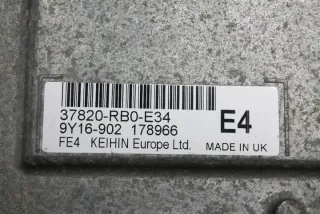 37820-RB0-E34
9Y16-902 178966 E4
FE4 KEIHIN Europe Ltd. MADE IN UK